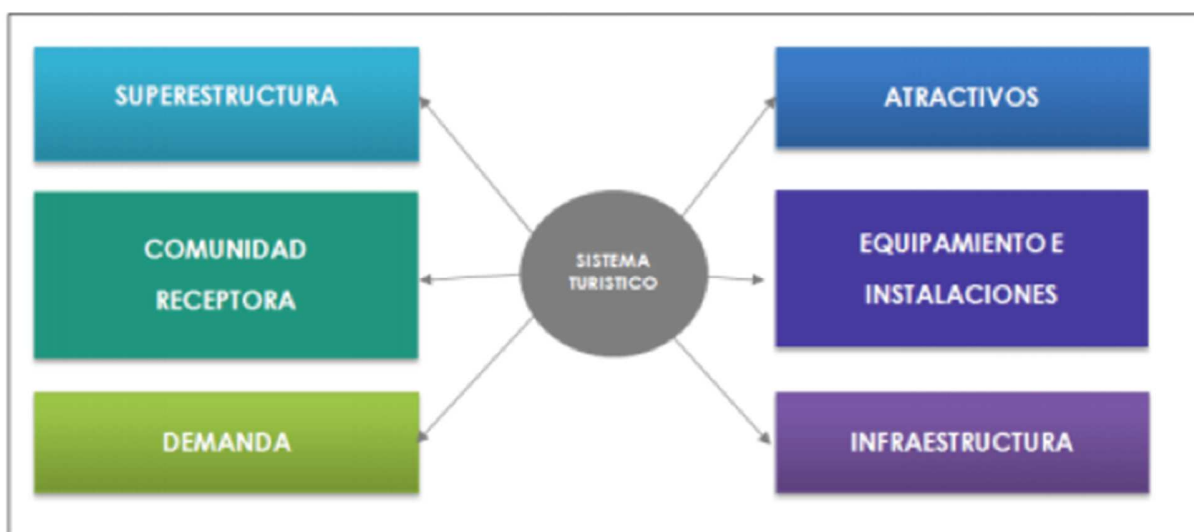 SUPERESTRUCTURA
ATRACTIVOS
COMUNIDAD
RECEPTORA
SISTEMA
TURISTICO
EQUIPAMIENTO E
INSTALACIONES
DEMANDA
INFRAESTRUCTURA